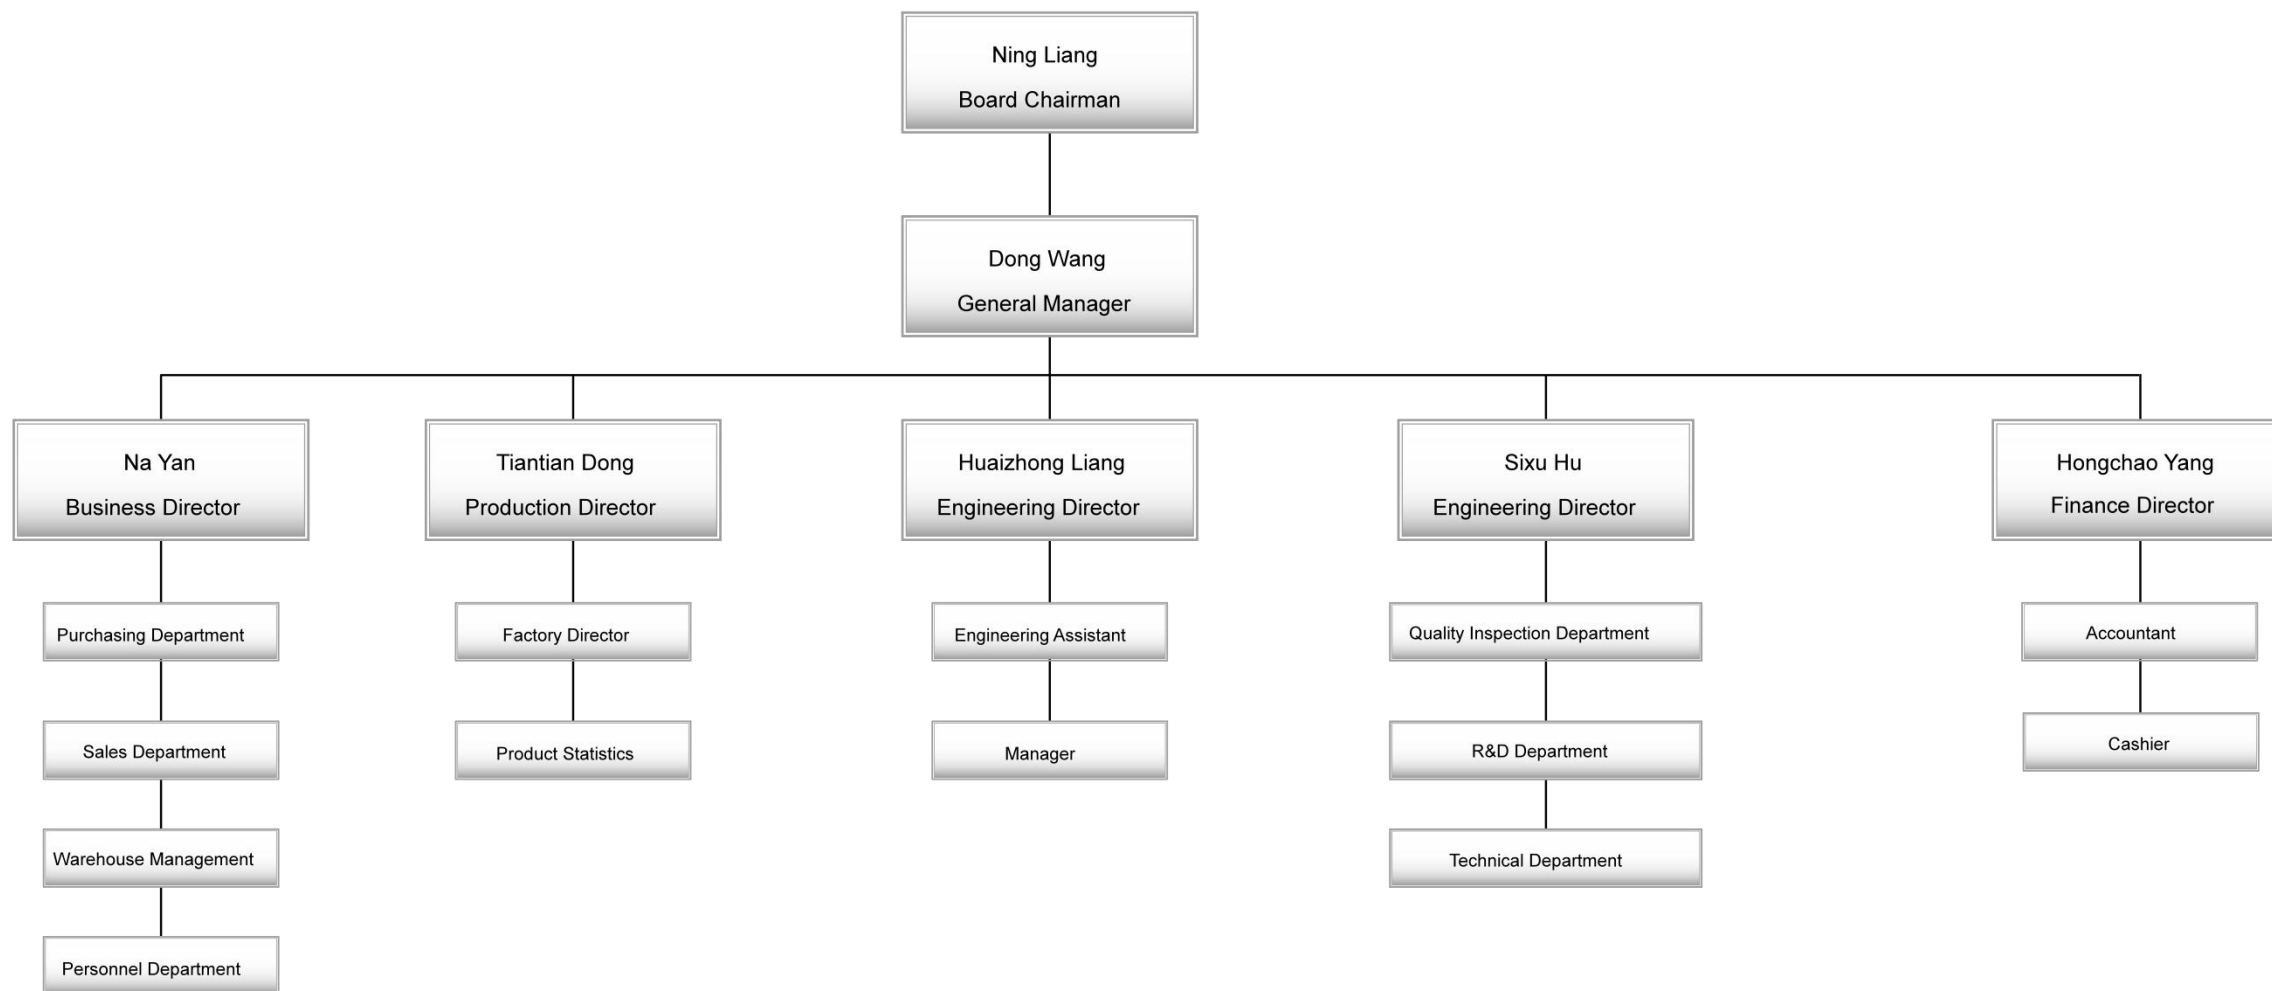 Ning Liang
Board Chairman
Dong Wang
General Manager
Na Yan
Business Director
Tiantian Dong
Production Director
Huaizhong Liang
Engineering Director
Sixu Hu
Engineering Director
Hongchao Yang
Finance Director
Purchasing Department
Factory Director
Engineering Assistant
Quality Inspection Department
Accountant
Sales Department
Product Statistics
Manager
R&D Department
Cashier
Warehouse Management
Technical Department
Personnel Department